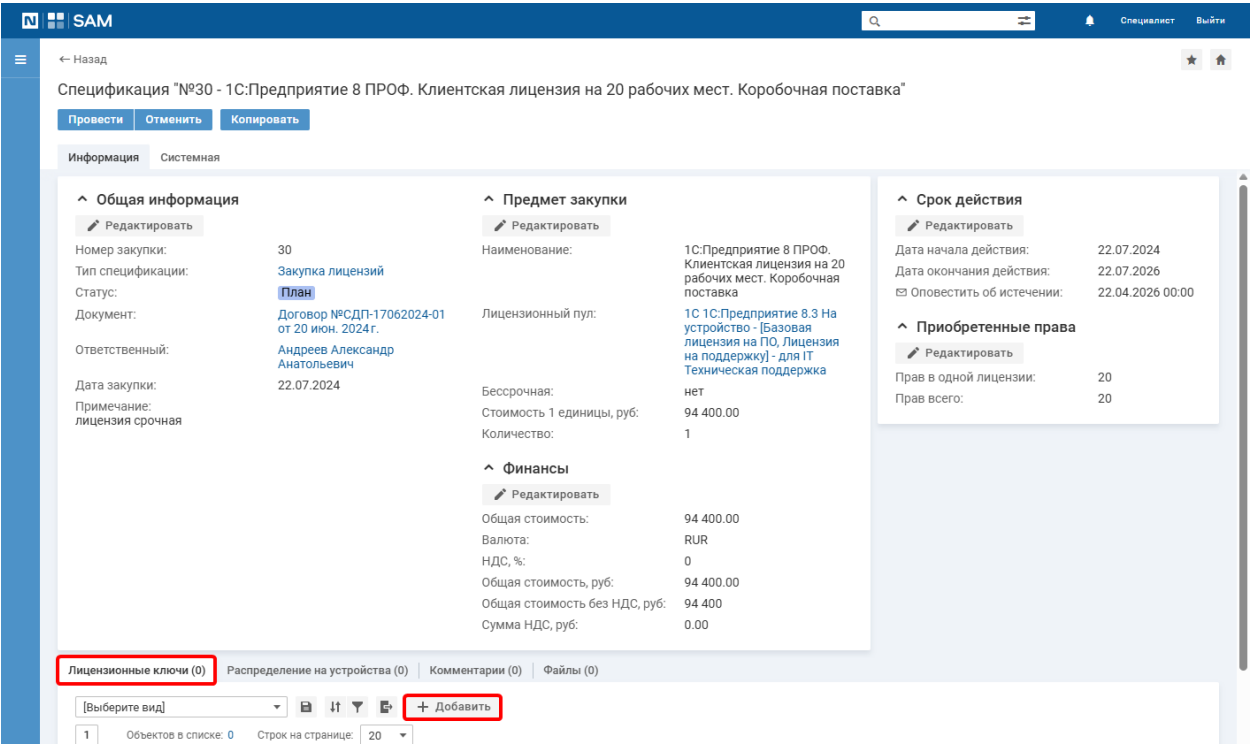 N SAM Специалист Выйти
← Назад
Спецификация "№30 - 1С:Предприятие 8 ПРОФ. Клиентская лицензия на 20 рабочих мест. Коробочная поставка"
Провести Отменить Копировать
Информация Системная
Общая информация
Редактировать
Номер закупки: 30
Тип спецификации: Закупка лицензий
Статус: План
Документ: Договор №СДП-17062024-01
от 20 июн. 2024 г.
Ответственный: Андреев Александр
Анатольевич
Дата закупки: 22.07.2024
Примечание:
лицензия срочная
Предмет закупки
Редактировать
Наименование: 1С:Предприятие 8 ПРОФ.
Клиентская лицензия на 20
рабочих мест. Коробочная
поставка
Лицензионный пул: 1С 1С:Предприятие 8.3 На
устройство - [Базовая
лицензия на ПО, Лицензия
на поддержку] - для IT
Техническая поддержка
Бессрочная: нет
Стоимость 1 единицы, руб: 94 400.00
Количество: 1
Финансы
Редактировать
Общая стоимость: 94 400.00
Валюта: RUR
НДС, %: 0
Общая стоимость, руб: 94 400.00
Общая стоимость без НДС, руб: 94 400
Сумма НДС, руб: 0.00
Срок действия
Редактировать
Дата начала действия: 22.07.2024
Дата окончания действия: 22.07.2026
Оповестить об истечении: 22.04.2026 00:00
Приобретенные права
Редактировать
Прав в одной лицензии: 20
Прав всего: 20
Лицензионные ключи (0) Распределение на устройства (0) Комментарии (0) Файлы (0)
[Выберите вид] + Добавить
1 Объектов в списке: 0 Строк на странице: 20